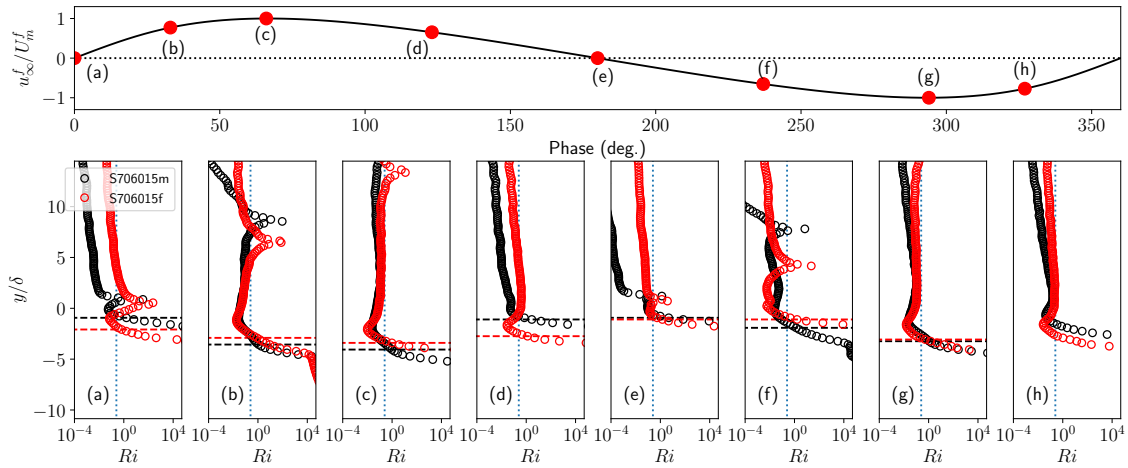 u_∞^f/U_m^f
1
0
−1
(a)
(b)
(c)
(d)
(e)
(f)
(g)
(h)
0
50
100
150
200
250
300
350
Phase (deg.)
S706015m
S706015f
y/δ
10
5
0
−5
−10
(a)
(b)
(c)
(d)
(e)
(f)
(g)
(h)
10^−4 10^0 10^4
10^−4 10^0 10^4
10^−4 10^0 10^4
10^−4 10^0 10^4
10^−4 10^0 10^4
10^−4 10^0 10^4
10^−4 10^0 10^4
10^−4 10^0 10^4
Ri
Ri
Ri
Ri
Ri
Ri
Ri
Ri